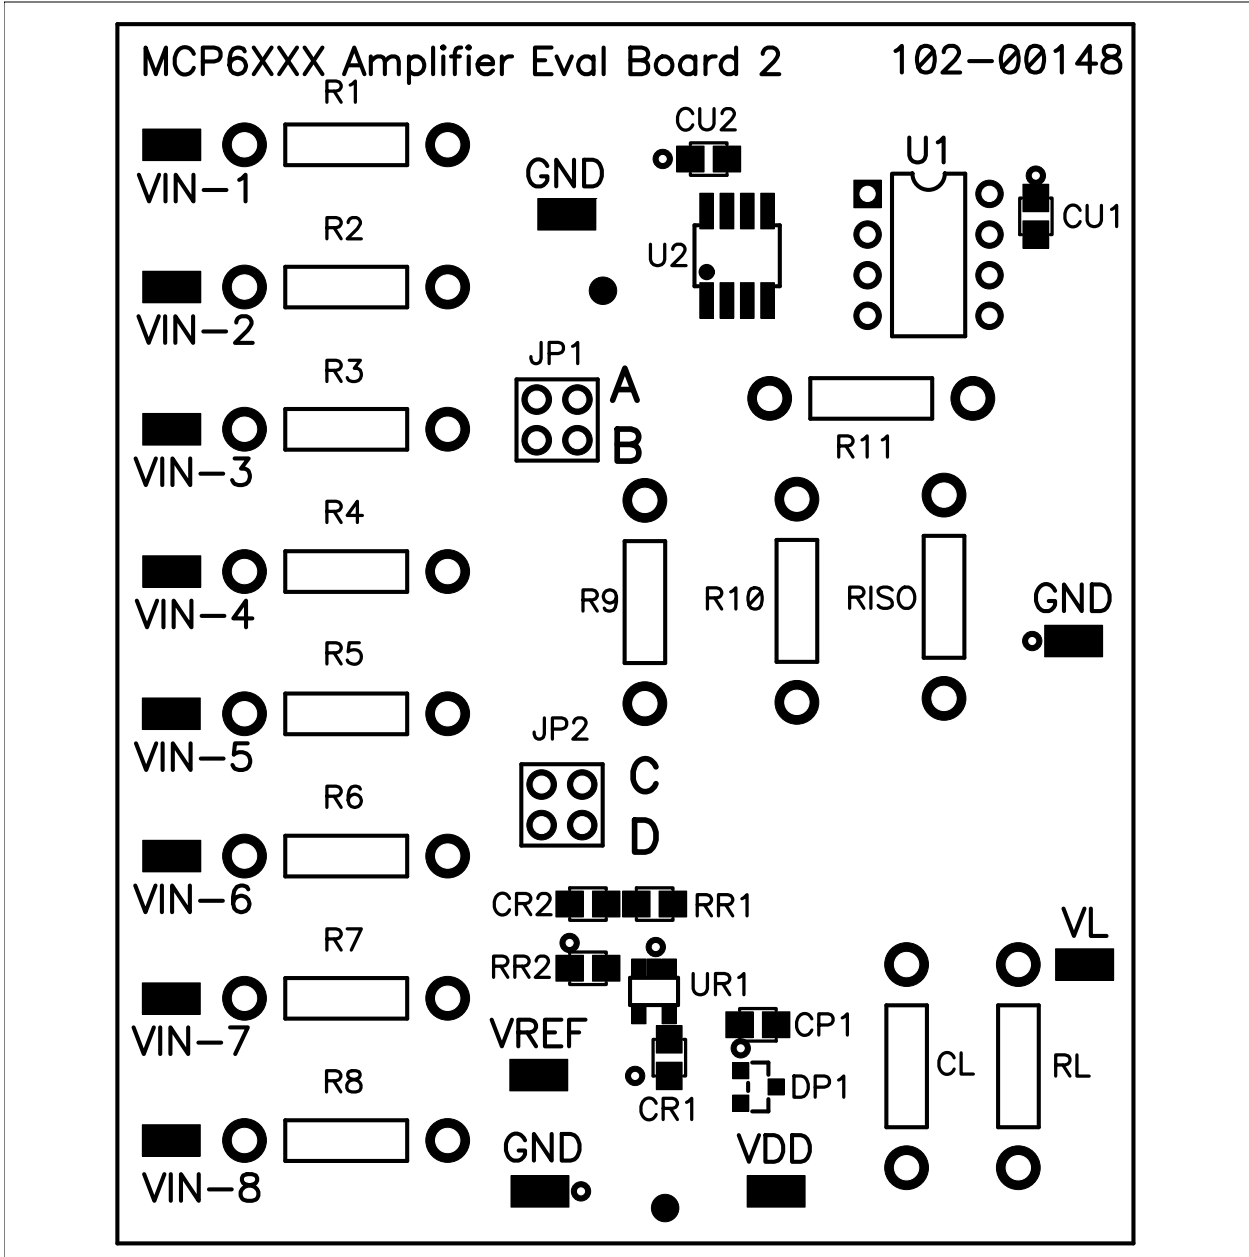 MCP6XXX Amplifier Eval Board 2
102-00148
R1
VIN-1
CU2
GND
U1
CU1
R2
U2
VIN-2
JP1
A
B
R3
VIN-3
R11
R4
VIN-4
R9
R10
RISO
GND
R5
VIN-5
JP2
C
D
R6
VIN-6
CR2
RR1
R7
VIN-7
RR2
UR1
VL
VREF
CP1
CR1
DP1
CL
RL
R8
VIN-8
GND
VDD